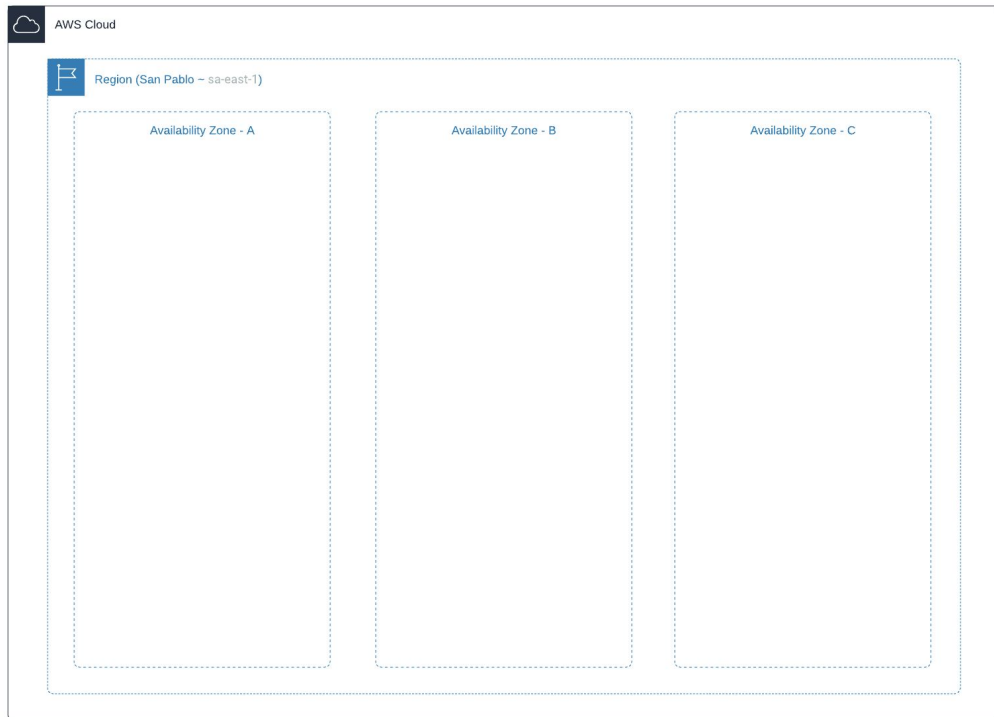 AWS Cloud
Region (San Pablo ~ sa-east-1)
Availability Zone - A
Availability Zone - B
Availability Zone - C